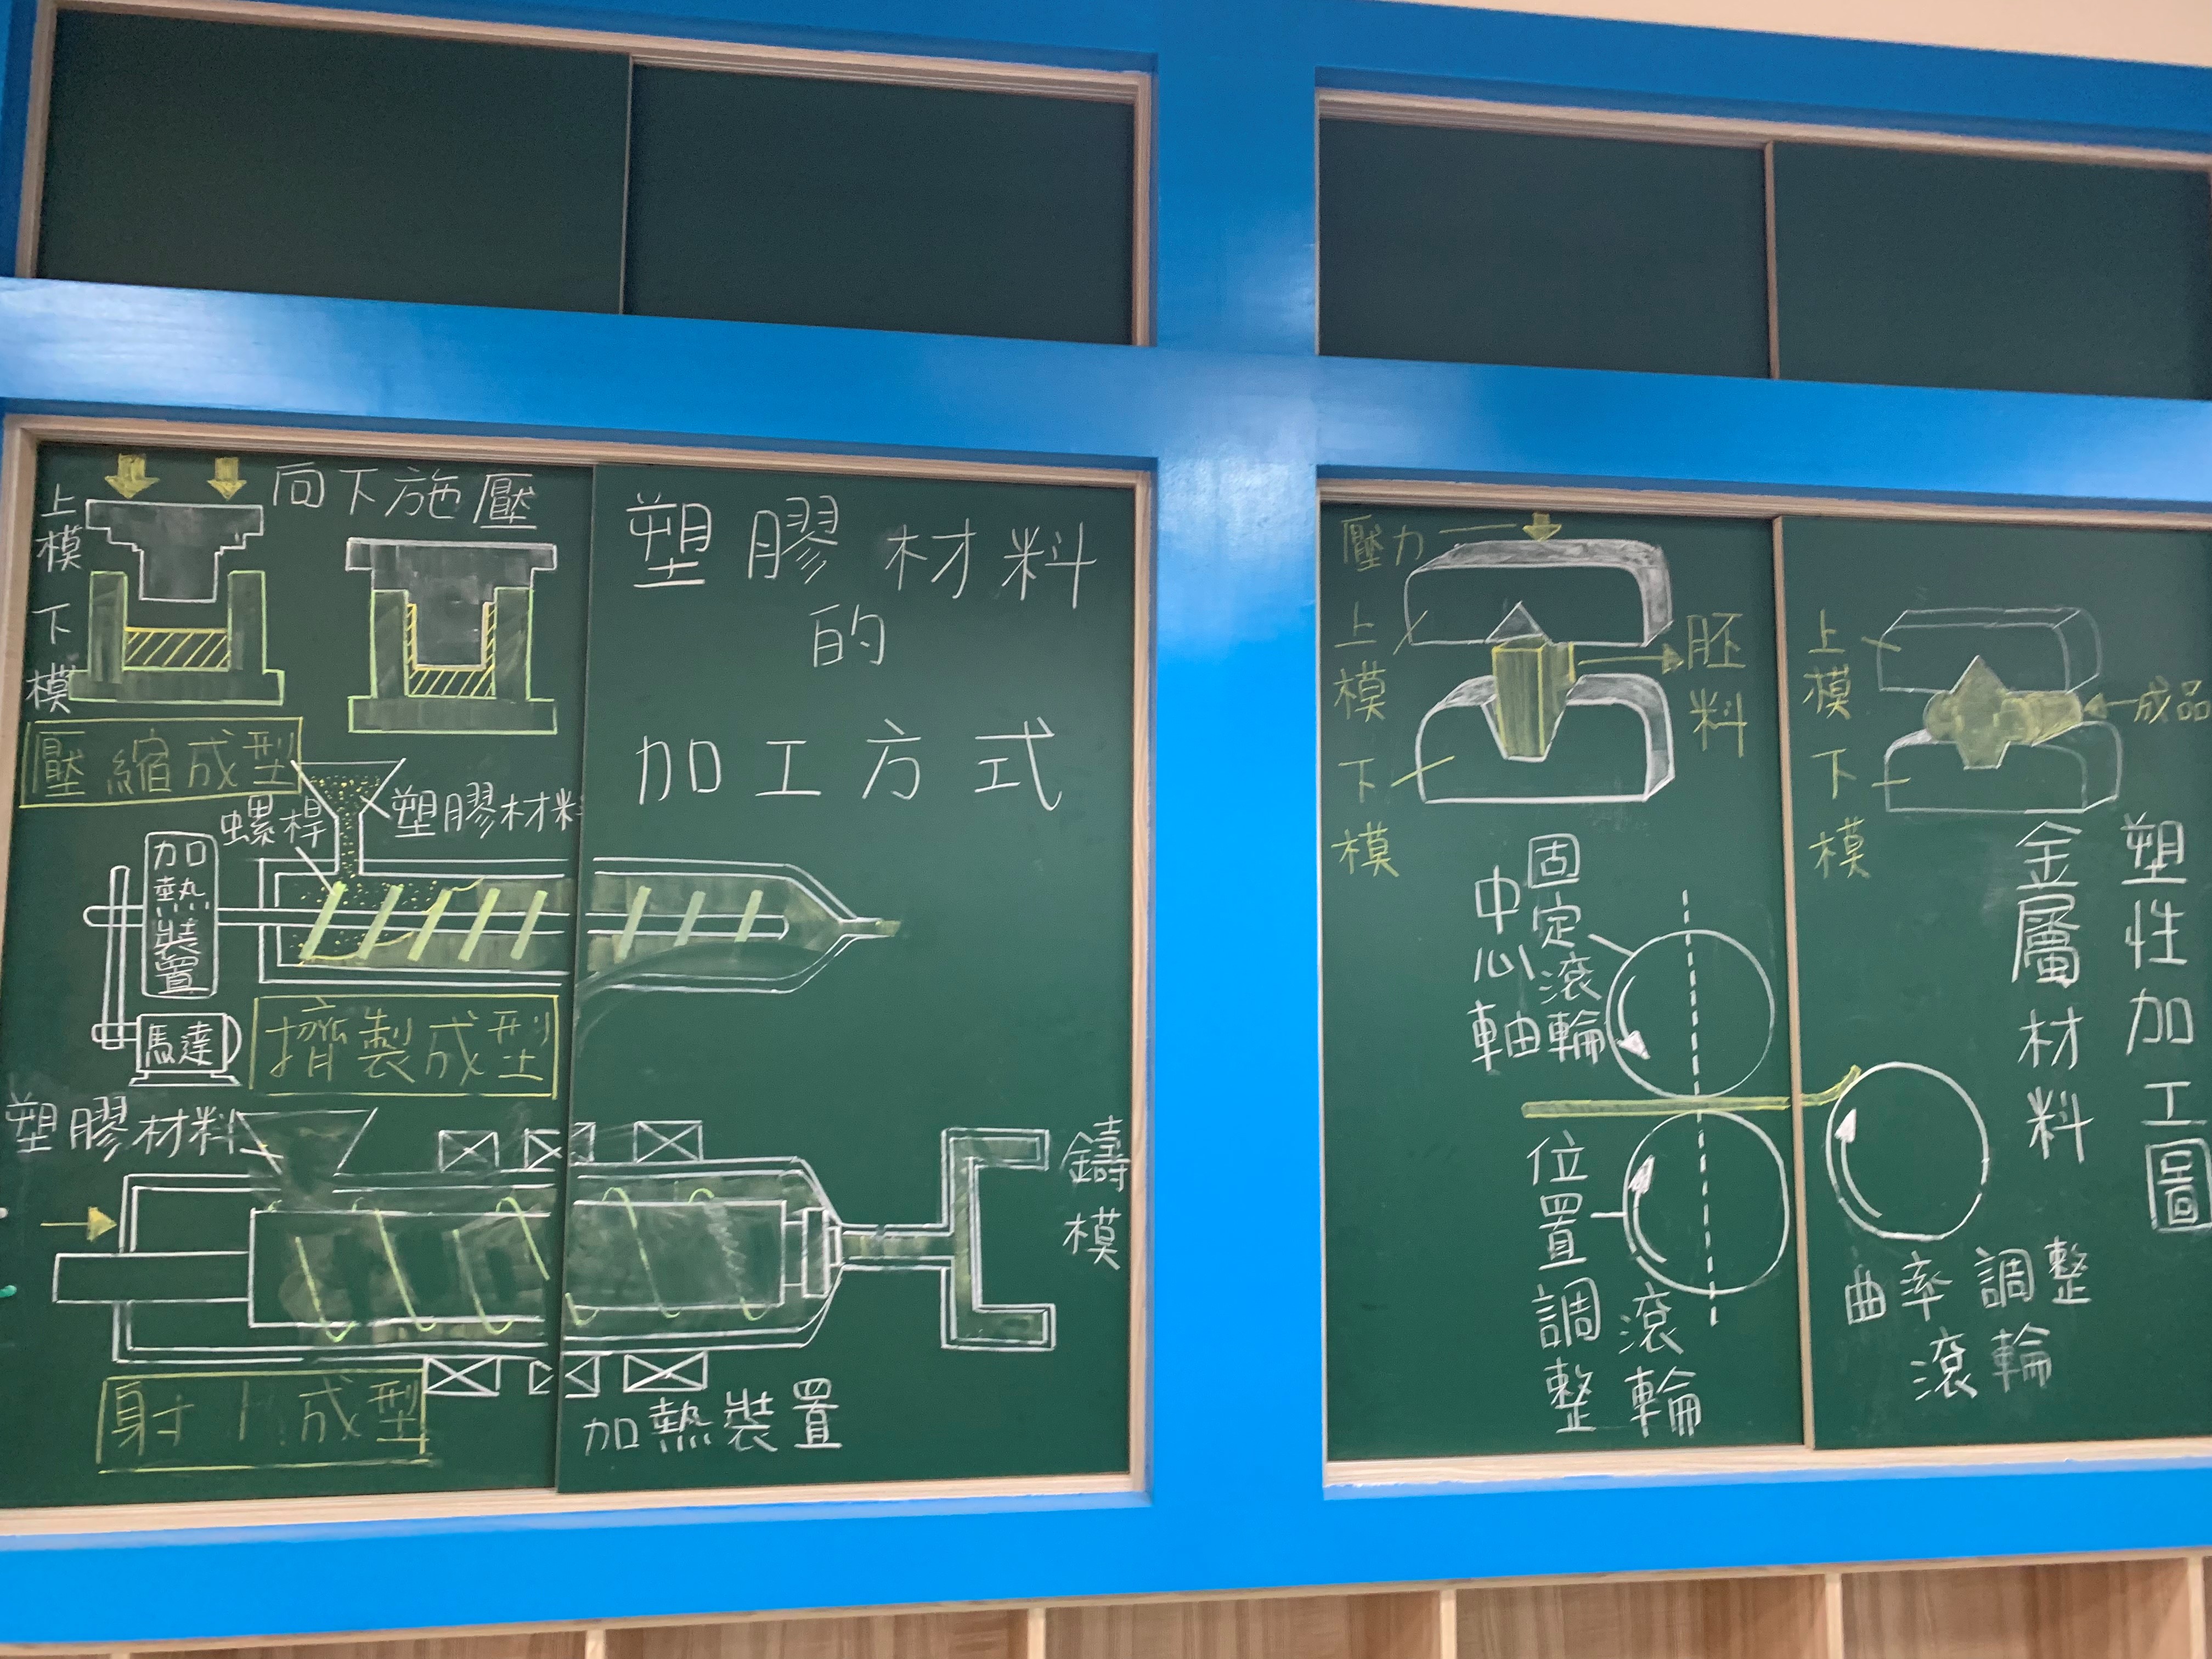 向下施壓
上模
下模
壓縮成型
塑膠材料
的
加工方式
螺桿
塑膠材料
加熱裝置
馬達
擠製成型
塑膠材料
鑄模
加熱裝置
射 成型
壓力
上模
下模
胚料
上模
下模
成品
塑性加工圖
金屬材料
固定滾輪
中心軸
位置調整
滾輪
曲率調整
滾輪